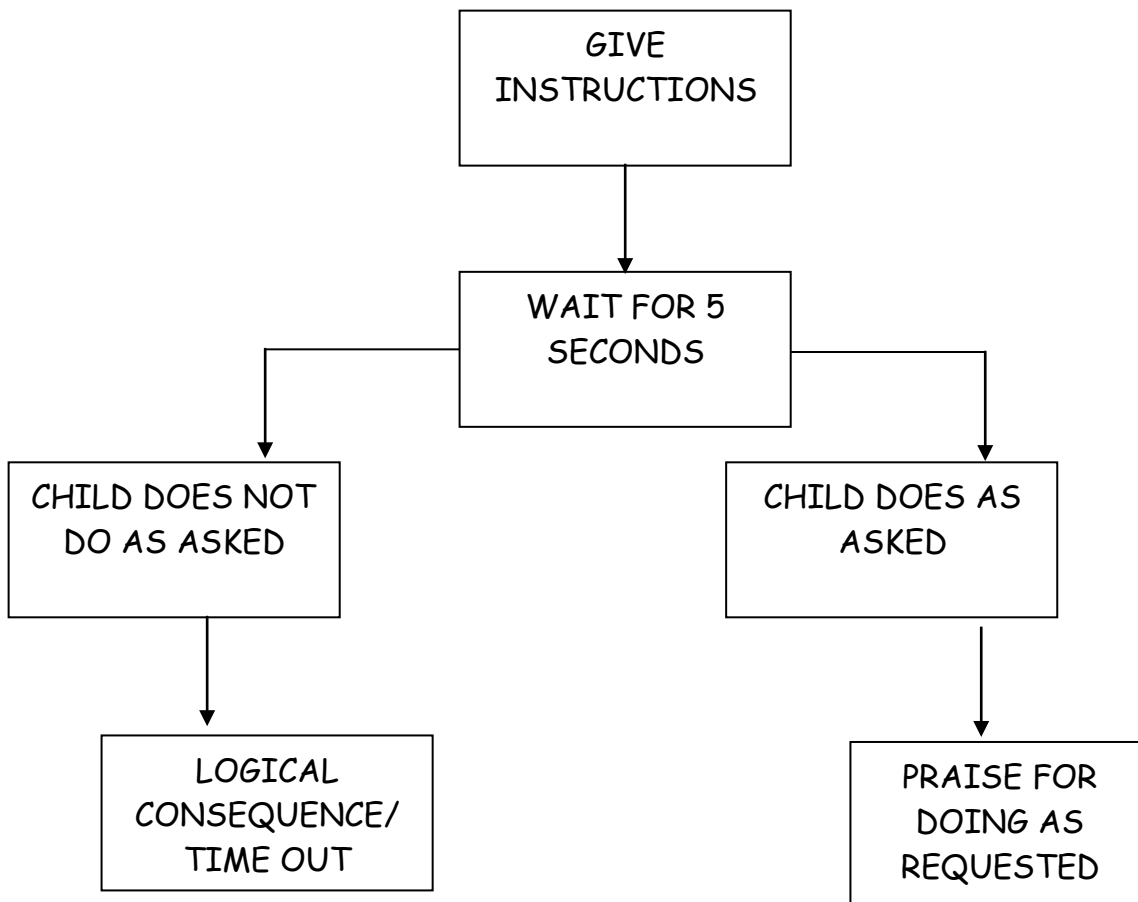 GIVE
INSTRUCTIONS
WAIT FOR 5
SECONDS
CHILD DOES NOT
DO AS ASKED
CHILD DOES AS
ASKED
LOGICAL
CONSEQUENCE/
TIME OUT
PRAISE FOR
DOING AS
REQUESTED